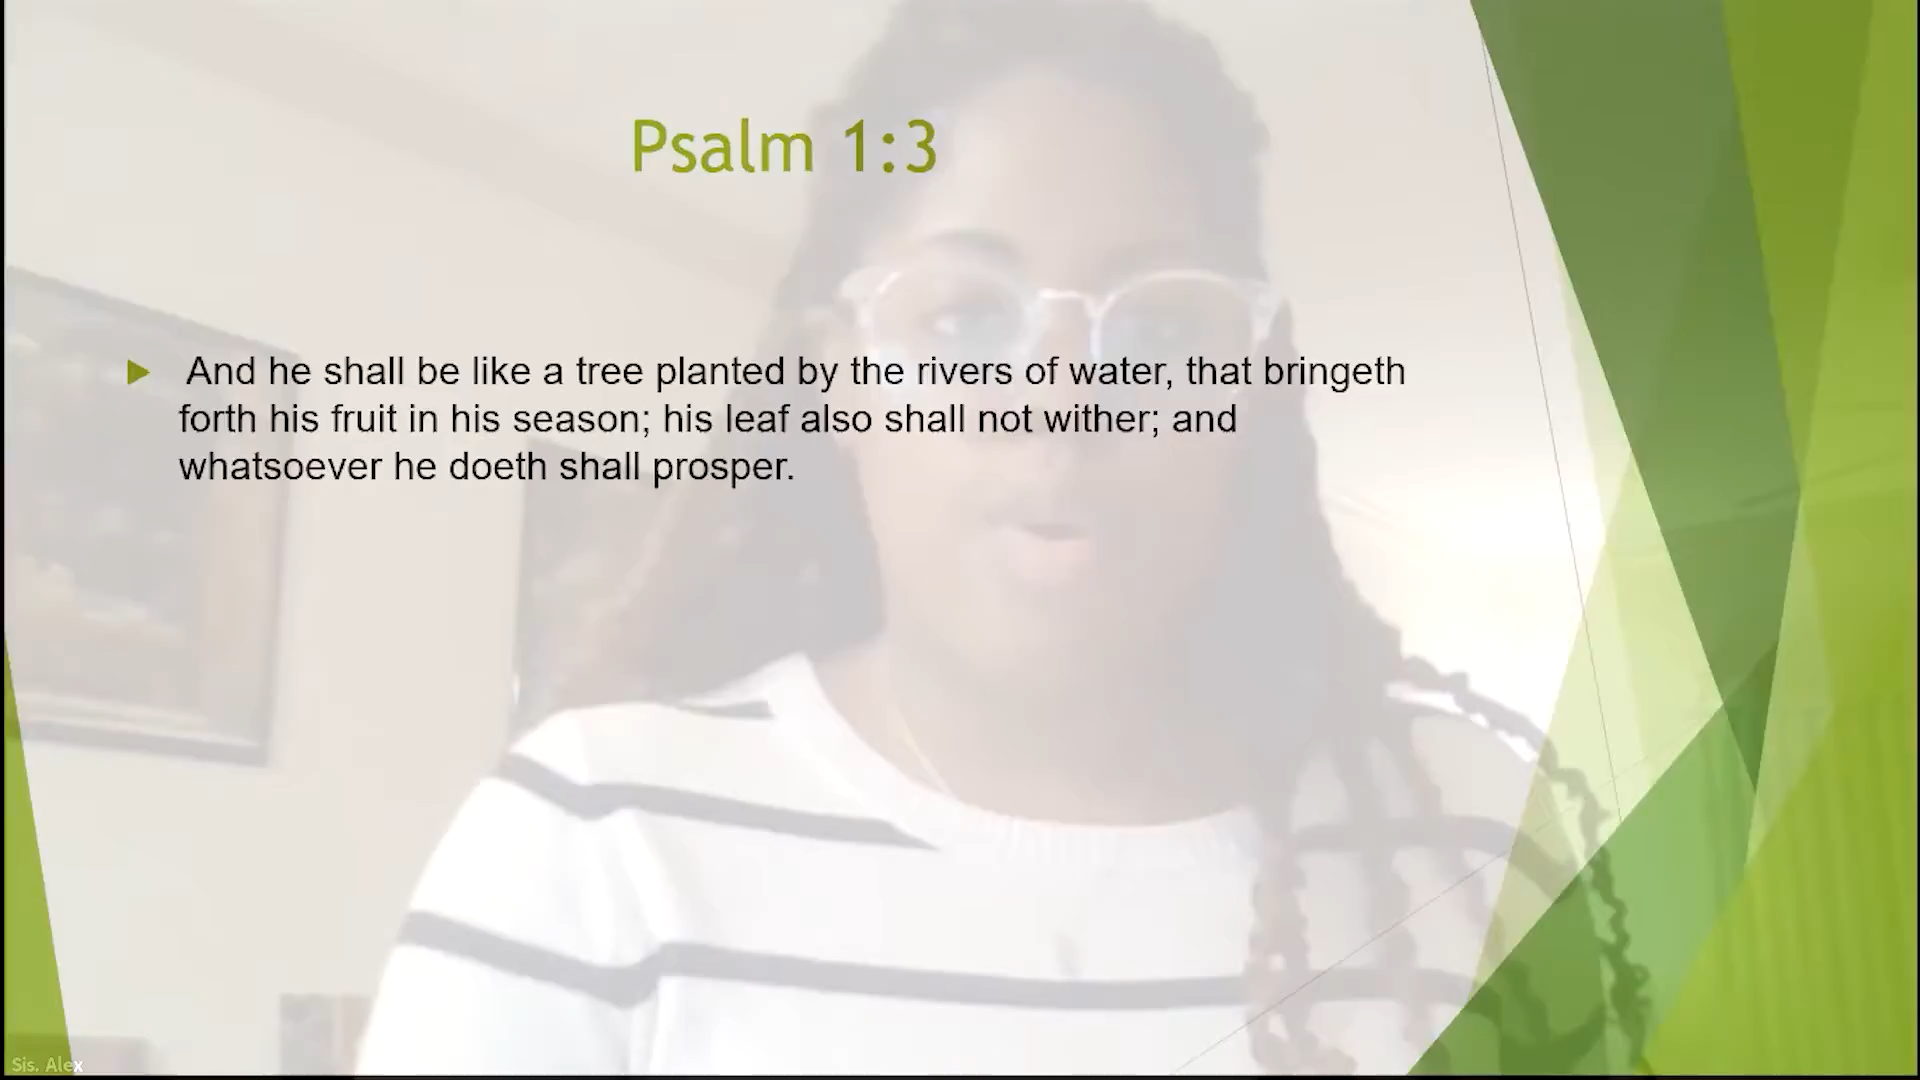 Psalm 1:3
And he shall be like a tree planted by the rivers of water, that bringeth
forth his fruit in his season; his leaf also shall not wither; and
whatsoever he doeth shall prosper.
Sis. Alex